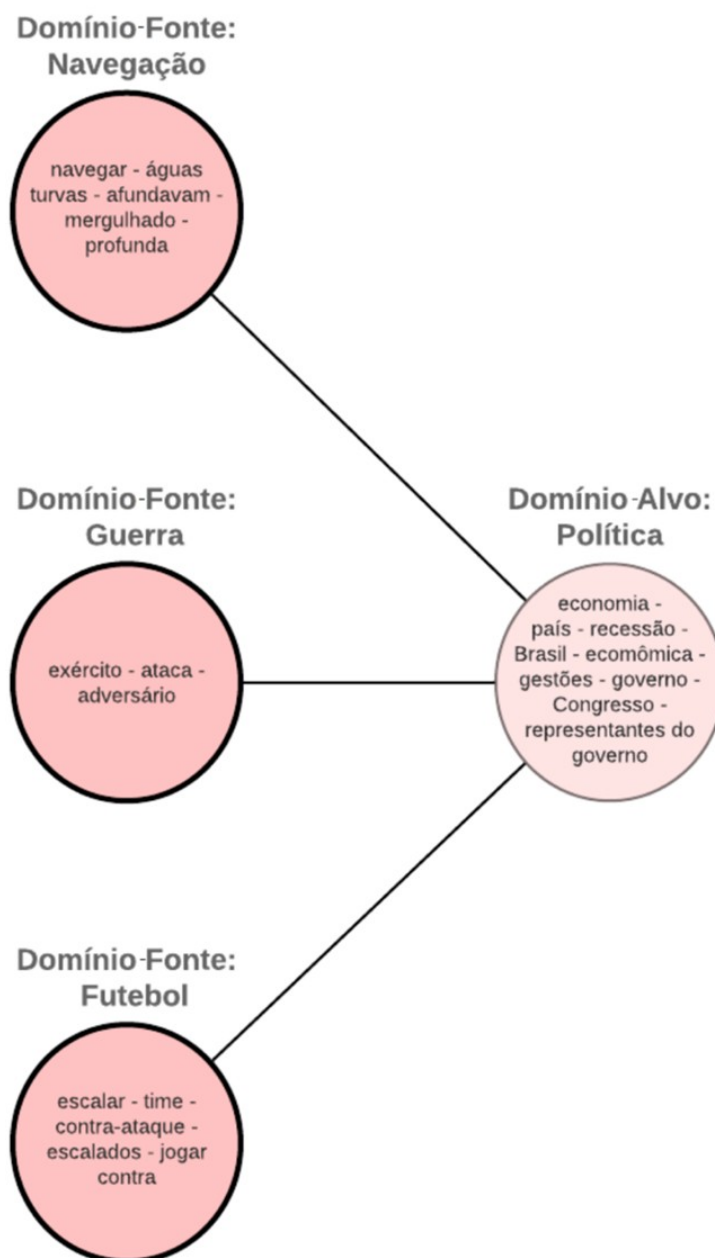 Domínio-Fonte:
Navegação
navegar - águas
turvas - afundavam -
mergulhado -
profunda
Domínio-Fonte:
Guerra
exército - ataca -
adversário
Domínio-Alvo:
Política
economia -
país - recessão -
Brasil - ecomômica -
gestões - governo -
Congresso -
representantes do
governo
Domínio-Fonte:
Futebol
escalar - time -
contra-ataque -
escalados - jogar
contra